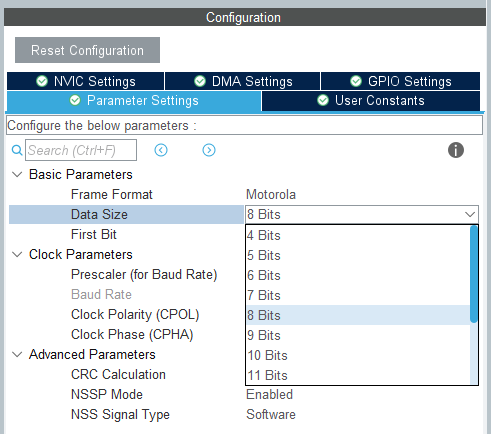 Configuration
Reset Configuration
NVIC Settings DMA Settings GPIO Settings
Parameter Settings User Constants
Configure the below parameters :
Search (Ctrl+F)
Basic Parameters
Frame Format Motorola
Data Size 8 Bits
First Bit 4 Bits
5 Bits
Clock Parameters
Prescaler (for Baud Rate) 6 Bits
Baud Rate 7 Bits
Clock Polarity (CPOL) 8 Bits
Clock Phase (CPHA) 9 Bits
Advanced Parameters 10 Bits
CRC Calculation 11 Bits
NSSP Mode Enabled
NSS Signal Type Software